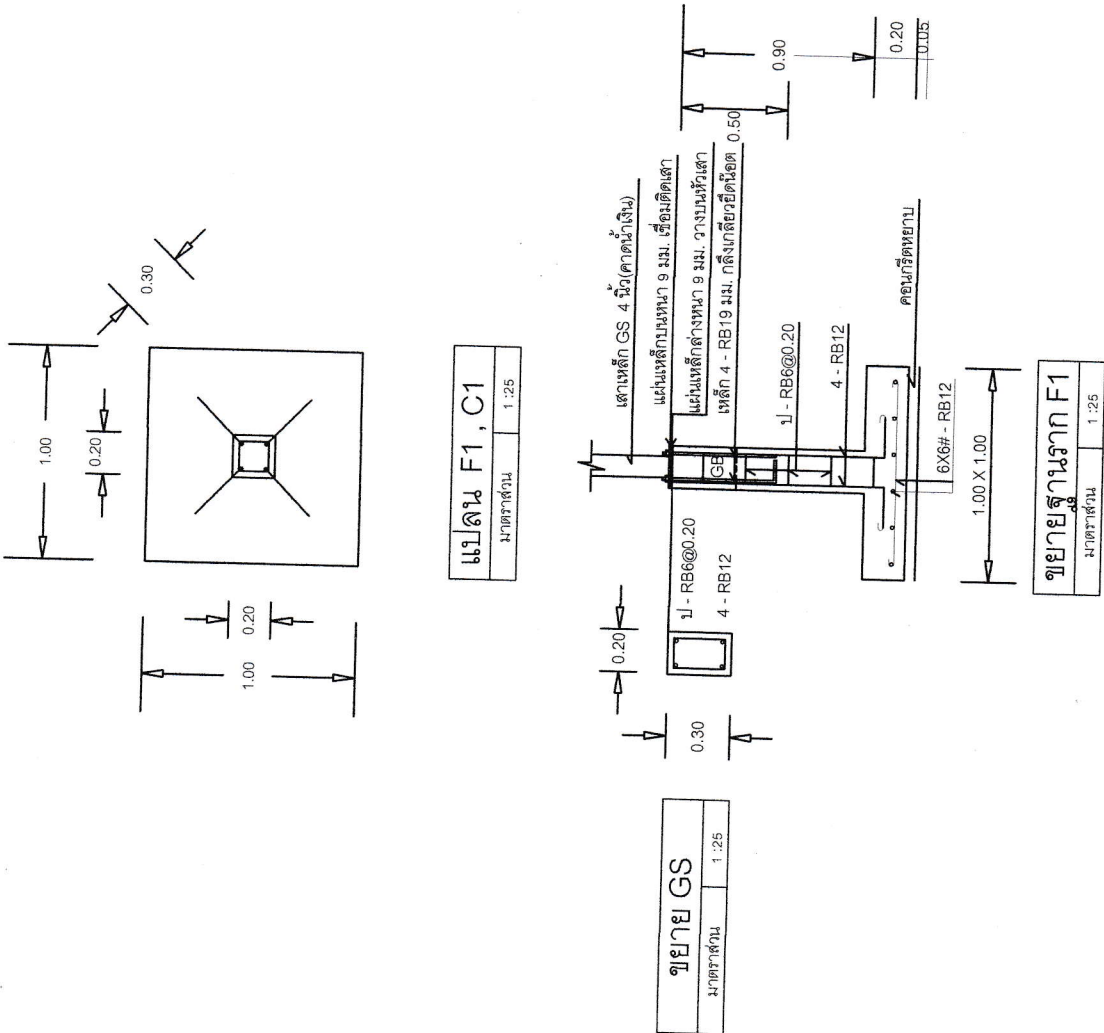 1.00
0.20
0.30
0.20
1.00
แปลน F1 , C1
มาตราส่วน 1 :25
เสาเหล็ก GS 4 นิ้ว(คาดน้ำเงิน)
แผ่นเหล็กบนหนา 9 มม. เชื่อมติดเสา
แผ่นเหล็กล่างหนา 9 มม. วางบนหัวเสา
เหล็ก 4 - RB19 มม. กลึงเกลียวยึดน๊อต
0.50
0.90
0.20
0.05
GB
ป - RB6@0.20
4 - RB12
คอนกรีตหยาบ
6X6# - RB12
1.00 X 1.00
ขยายฐานราก F1
มาตราส่วน 1 :25
0.20
ป - RB6@0.20
4 - RB12
0.30
ขยาย GS
มาตราส่วน 1 :25